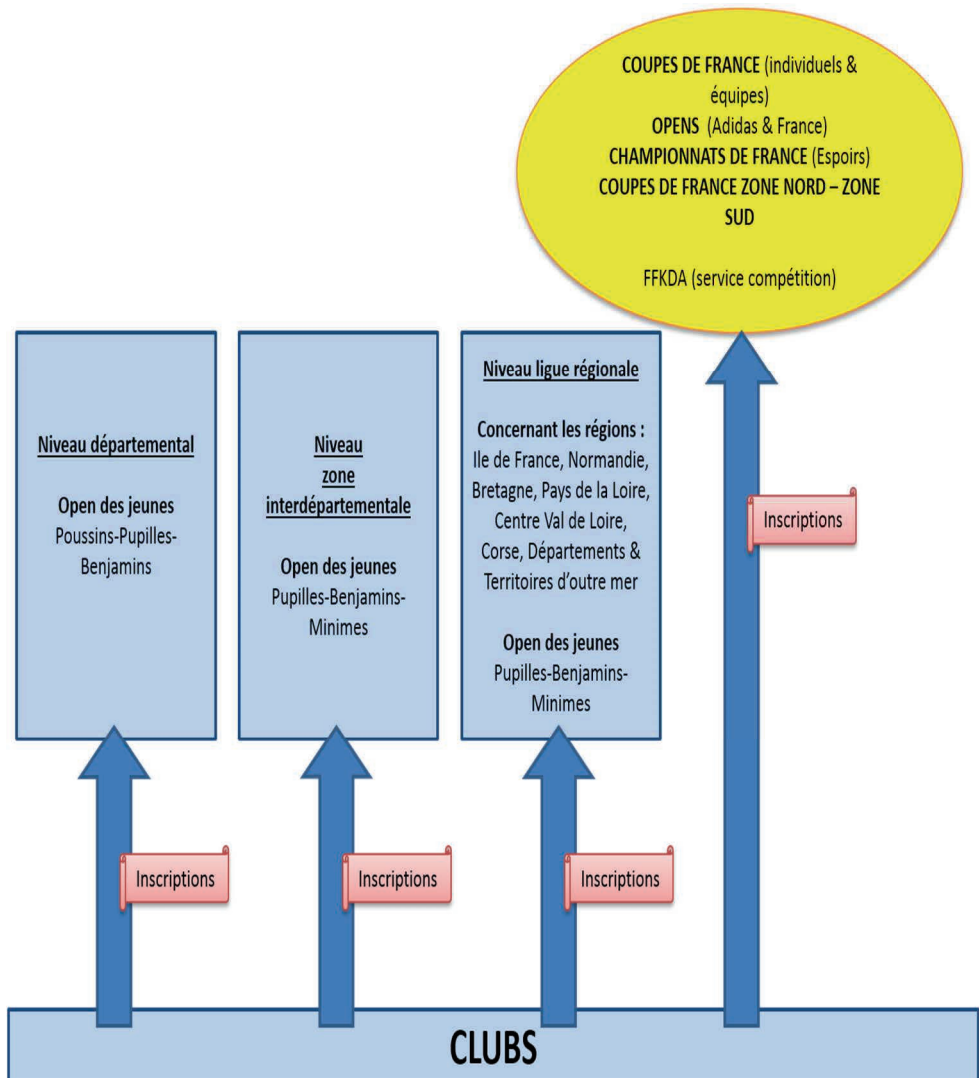 COUPES DE FRANCE (individuels &
équipes)
OPENS (Adidas & France)
CHAMPIONNATS DE FRANCE (Espoirs)
COUPES DE FRANCE ZONE NORD – ZONE
SUD
FFKDA (service compétition)
Niveau départemental
Open des jeunes
Poussins-Pupilles-
Benjamins
Niveau
zone
interdépartementale
Open des jeunes
Pupilles-Benjamins-
Minimes
Niveau ligue régionale
Concernant les régions :
Ile de France, Normandie,
Bretagne, Pays de la Loire,
Centre Val de Loire,
Corse, Départements &
Territoires d'outre mer
Open des jeunes
Pupilles-Benjamins-
Minimes
Inscriptions
Inscriptions
Inscriptions
Inscriptions
CLUBS